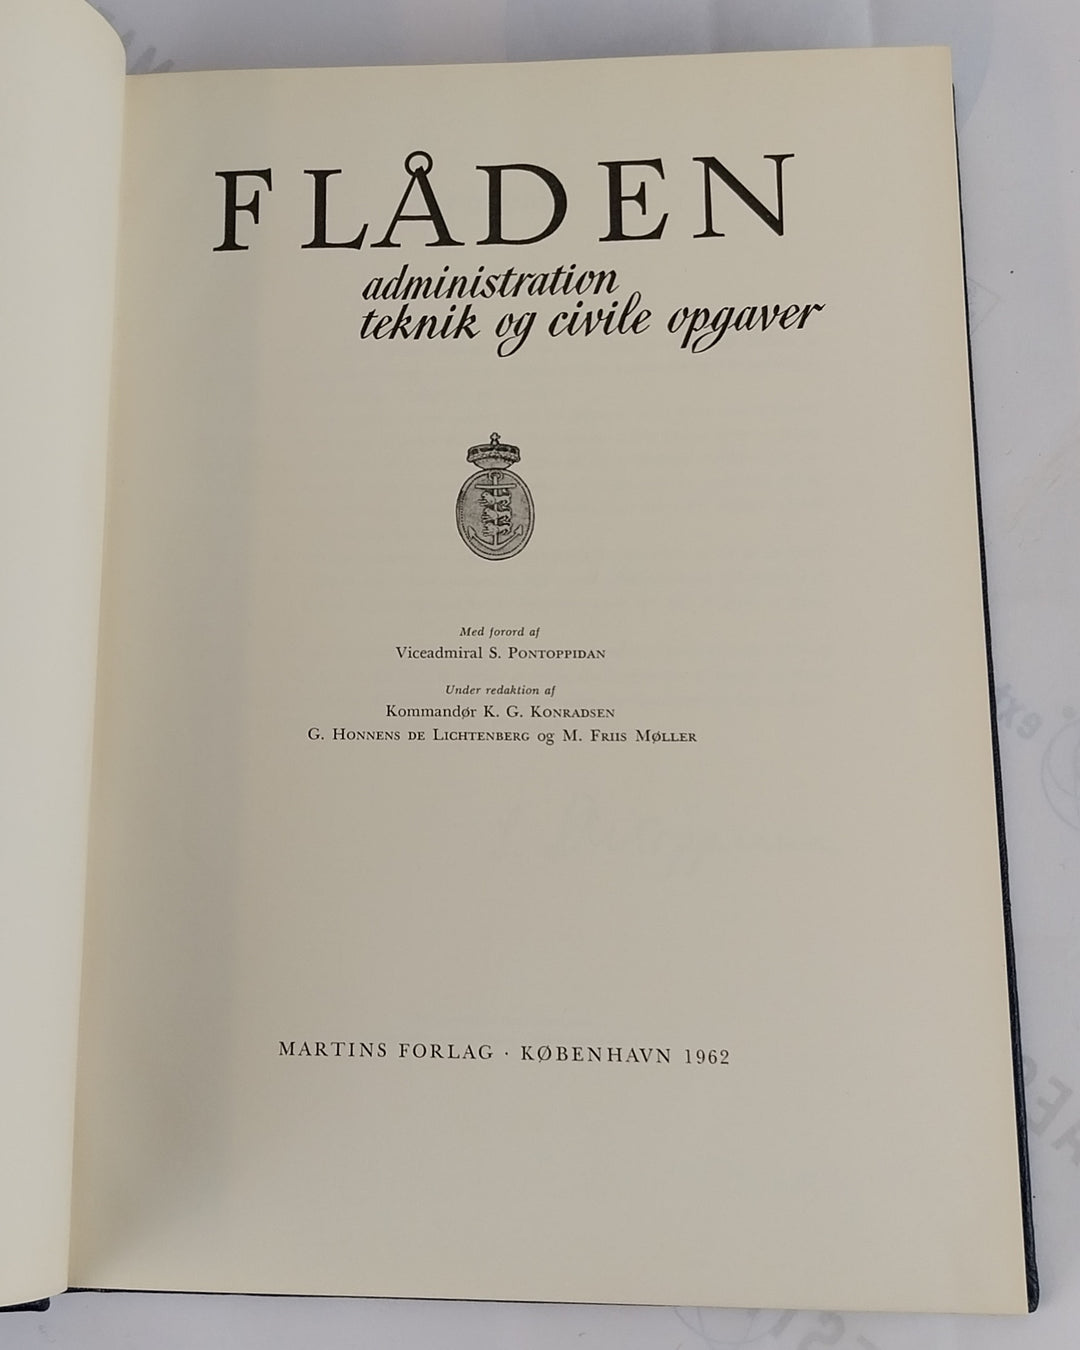 FLÅDEN
administration
teknik og civile opgaver
Med forord af
Viceadmiral S. PONTOPPIDAN
Under redaktion af
Kommandør K. G. KONRADSEN
G. HONNENS DE LICHTENBERG og M. FRIIS MØLLER
MARTINS FORLAG · KØBENHAVN 1962